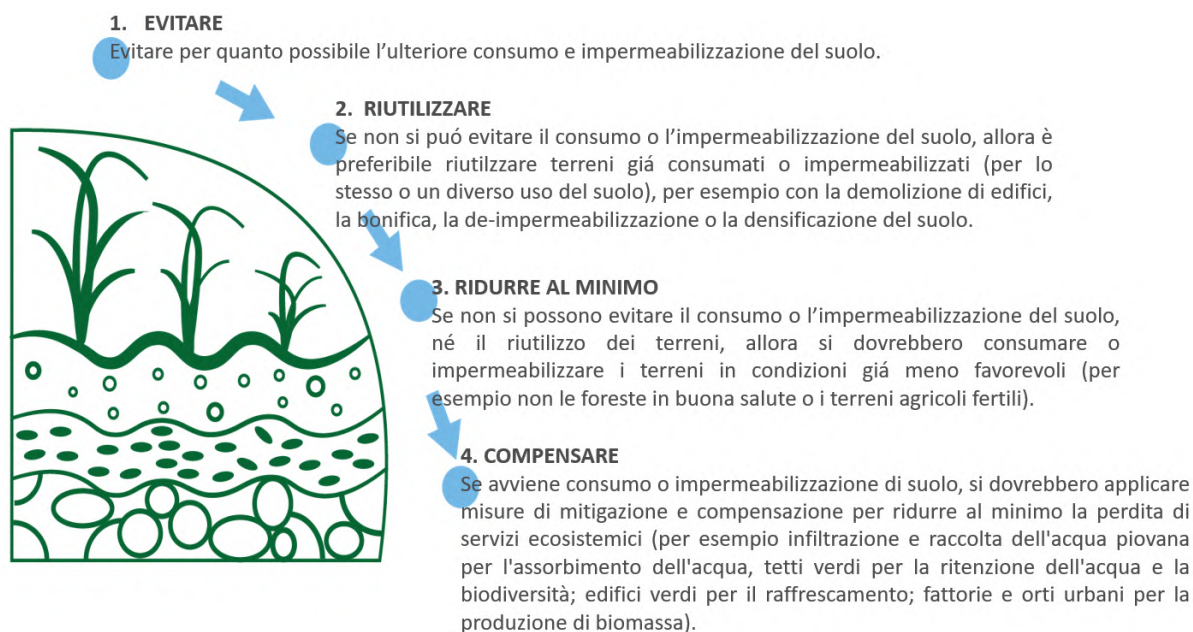 1. EVITARE
Evitare per quanto possibile l’ulteriore consumo e impermeabilizzazione del suolo.
2. RIUTILIZZARE
Se non si puó evitare il consumo o l’impermeabilizzazione del suolo, allora è
preferibile riutilzzare terreni giá consumati o impermeabilizzati (per lo
stesso o un diverso uso del suolo), per esempio con la demolizione di edifici,
la bonifica, la de-impermeabilizzazione o la densificazione del suolo.
3. RIDURRE AL MINIMO
Se non si possono evitare il consumo o l’impermeabilizzazione del suolo,
né il riutilizzo dei terreni, allora si dovrebbero consumare o
impermeabilizzare i terreni in condizioni giá meno favorevoli (per
esempio non le foreste in buona salute o i terreni agricoli fertili).
4. COMPENSARE
Se avviene consumo o impermeabilizzazione di suolo, si dovrebbero applicare
misure di mitigazione e compensazione per ridurre al minimo la perdita di
servizi ecosistemici (per esempio infiltrazione e raccolta dell'acqua piovana
per l'assorbimento dell'acqua, tetti verdi per la ritenzione dell'acqua e la
biodiversità; edifici verdi per il raffrescamento; fattorie e orti urbani per la
produzione di biomassa).